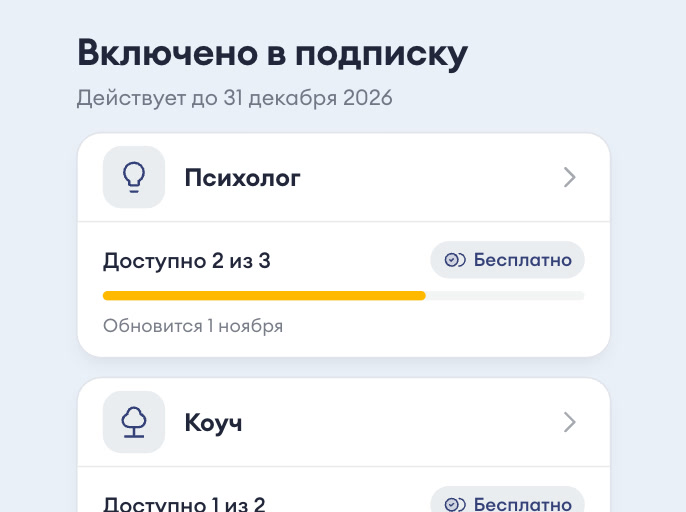 Включено в подписку
Действует до 31 декабря 2026
Психолог
Доступно 2 из 3
Бесплатно
Обновится 1 ноября
Коуч
Доступно 1 из 2
Бесплатно